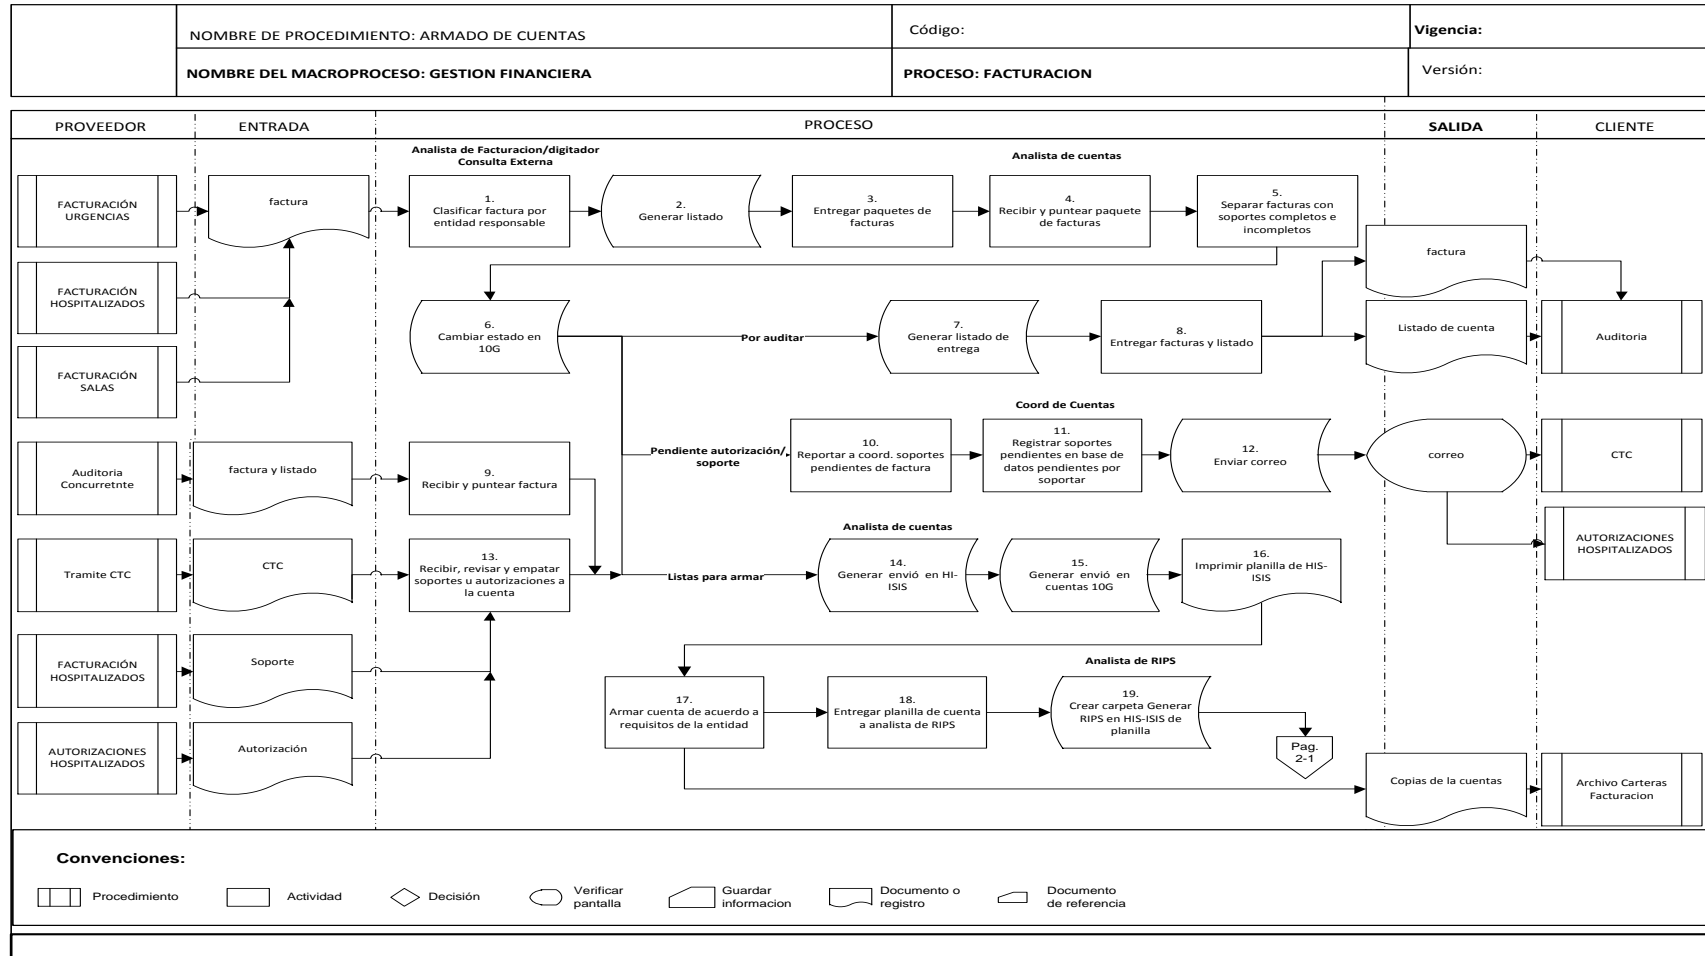 NOMBRE DE PROCEDIMIENTO: ARMADO DE CUENTAS
Código:
Vigencia:
NOMBRE DEL MACROPROCESO: GESTION FINANCIERA
PROCESO: FACTURACION
Versión:
PROVEEDOR
ENTRADA
PROCESO
SALIDA
CLIENTE
Analista de Facturacion/digitador
Consulta Externa
Analista de cuentas
FACTURACIÓN
URGENCIAS
factura
1.
Clasificar factura por
entidad responsable
2.
Generar listado
3.
Entregar paquetes de
facturas
4.
Recibir y puntear paquete
de facturas
5.
Separar facturas con
soportes completos e
incompletos
factura
FACTURACIÓN
HOSPITALIZADOS
6.
Cambiar estado en
10G
Por auditar
7.
Generar listado de
entrega
8.
Entregar facturas y listado
Listado de cuenta
Auditoria
FACTURACIÓN
SALAS
Coord de Cuentas
Auditoria
Concurretnte
factura y listado
9.
Recibir y puntear factura
Pendiente autorización/
soporte
10.
Reportar a coord. soportes
pendientes de factura
11.
Registrar soportes
pendientes en base de
datos pendientes por
soportar
12.
Enviar correo
correo
CTC
Analista de cuentas
AUTORIZACIONES
HOSPITALIZADOS
Tramite CTC
CTC
13.
Recibir, revisar y empatar
soportes u autorizaciones a
la cuenta
Listas para armar
14.
Generar envió en HI-
ISIS
15.
Generar envió en
cuentas 10G
16.
Imprimir planilla de HIS-
ISIS
FACTURACIÓN
HOSPITALIZADOS
Soporte
Analista de RIPS
17.
Armar cuenta de acuerdo a
requisitos de la entidad
18.
Entregar planilla de cuenta
a analista de RIPS
19.
Crear carpeta Generar
RIPS en HIS-ISIS de
planilla
Pag.
2-1
AUTORIZACIONES
HOSPITALIZADOS
Autorización
Copias de la cuentas
Archivo Carteras
Facturacion
Convenciones:
Procedimiento
Actividad
Decisión
Verificar
pantalla
Guardar
informacion
Documento o
registro
Documento
de referencia